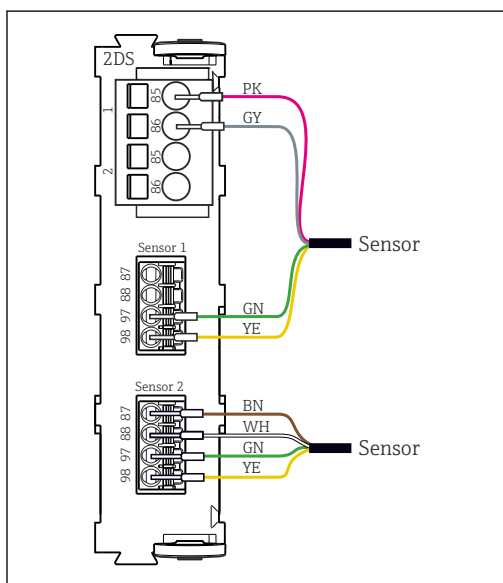 2DS
1
85
PK
86
GY
2
85
86
Sensor
Sensor 1
87
88
97
GN
98
YE
Sensor 2
87
BN
88
WH
Sensor
97
GN
98
YE